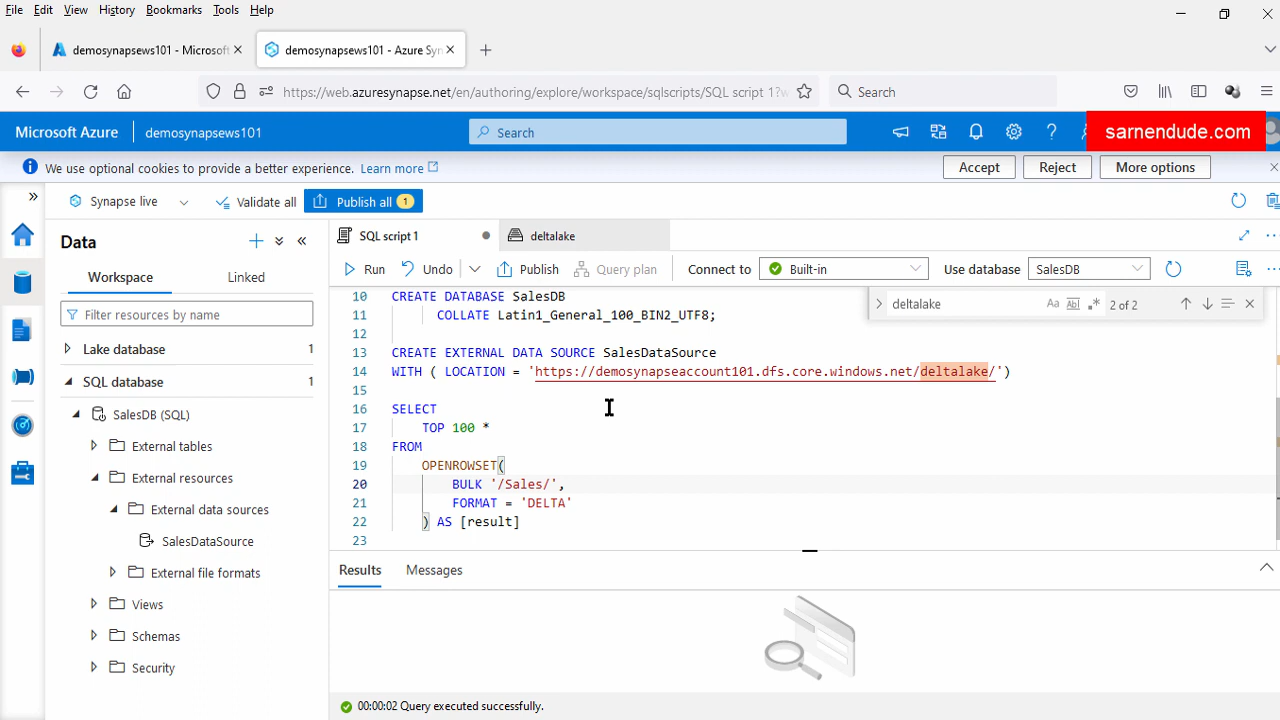 File Edit View History Bookmarks Tools Help
demosynapsews101 - Microsoft demosynapsews101 - Azure Syn
https://web.azuresynapse.net/en/authoring/explore/workspace/sqlscripts/SQL script 1?w Search
Microsoft Azure demosynapsews101 Search sarnendude.com
We use optional cookies to provide a better experience. Learn more Accept Reject More options
Synapse live Validate all Publish all 1
Data SQL script 1 deltalake
Workspace Linked Run Undo Publish Query plan Connect to Built-in Use database SalesDB
Filter resources by name
deltalake Aa Ab 2 of 2
Lake database 1
SQL database 1
SalesDB (SQL)
External tables
External resources
External data sources
SalesDataSource
External file formats
Views
Schemas
Security
10 CREATE DATABASE SalesDB
11 COLLATE Latin1_General_100_BIN2_UTF8;
12
13 CREATE EXTERNAL DATA SOURCE SalesDataSource
14 WITH ( LOCATION = 'https://demosynapseaccount101.dfs.core.windows.net/deltalake/')
15
16 SELECT
17 TOP 100 *
18 FROM
19 OPENROWSET(
20 BULK '/Sales/',
21 FORMAT = 'DELTA'
22 ) AS [result]
23
Results Messages
00:00:02 Query executed successfully.